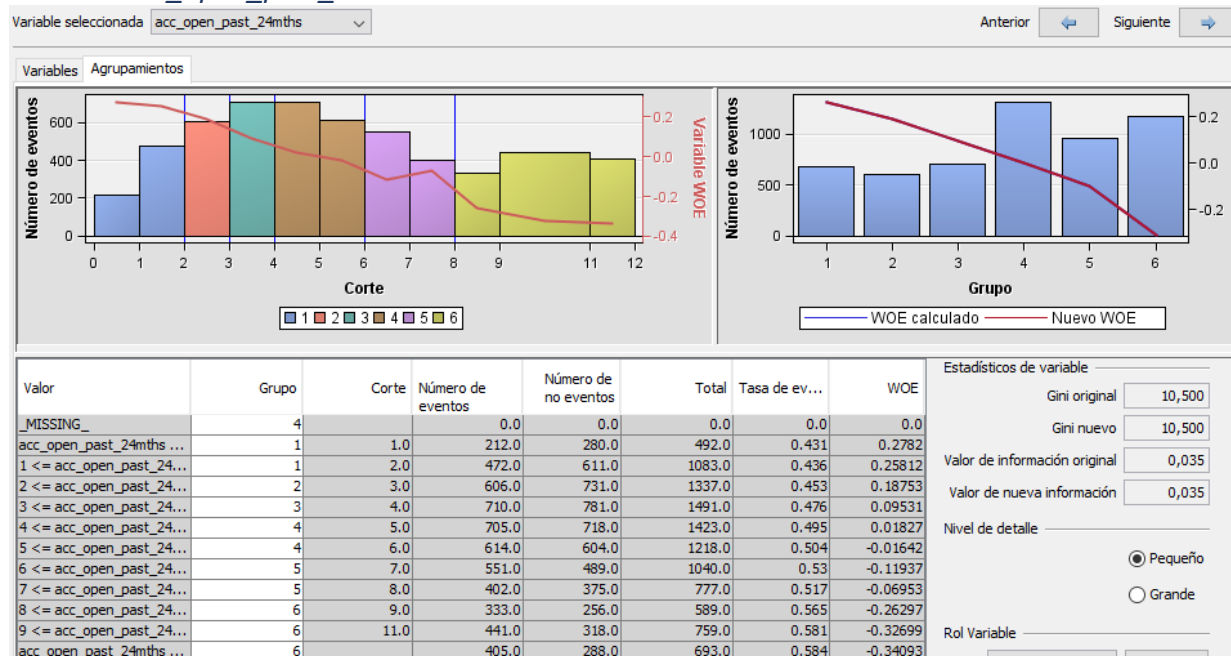 Variable seleccionada acc_open_past_24mths Anterior Siguiente
Variables Agrupamientos
Número de eventos
600
400
200
0
0 1 2 3 4 5 6 7 8 9 11 12
Corte
0.2
0.0
-0.2
-0.4
Variable WOE
1 2 3 4 5 6
Número de eventos
1000
500
0
1 2 3 4 5 6
Grupo
0.2
0.0
-0.2
WOE calculado Nuevo WOE
Valor Grupo Corte Número de eventos Número de no eventos Total Tasa de ev... WOE
_MISSING_ 4 0.0 0.0 0.0 0.0 0.0
acc_open_past_24mths ... 1 1.0 212.0 280.0 492.0 0.431 0.2782
1 <= acc_open_past_24... 1 2.0 472.0 611.0 1083.0 0.436 0.25812
2 <= acc_open_past_24... 2 3.0 606.0 731.0 1337.0 0.453 0.18753
3 <= acc_open_past_24... 3 4.0 710.0 781.0 1491.0 0.476 0.09531
4 <= acc_open_past_24... 4 5.0 705.0 718.0 1423.0 0.495 0.01827
5 <= acc_open_past_24... 4 6.0 614.0 604.0 1218.0 0.504 -0.01642
6 <= acc_open_past_24... 5 7.0 551.0 489.0 1040.0 0.53 -0.11937
7 <= acc_open_past_24... 5 8.0 402.0 375.0 777.0 0.517 -0.06953
8 <= acc_open_past_24... 6 9.0 333.0 256.0 589.0 0.565 -0.26297
9 <= acc_open_past_24... 6 11.0 441.0 318.0 759.0 0.581 -0.32699
acc_open_past_24mths ... 6 405.0 288.0 693.0 0.584 -0.34093
Estadísticos de variable
Gini original 10,500
Gini nuevo 10,500
Valor de información original 0,035
Valor de nueva información 0,035
Nivel de detalle
Pequeño
Grande
Rol Variable